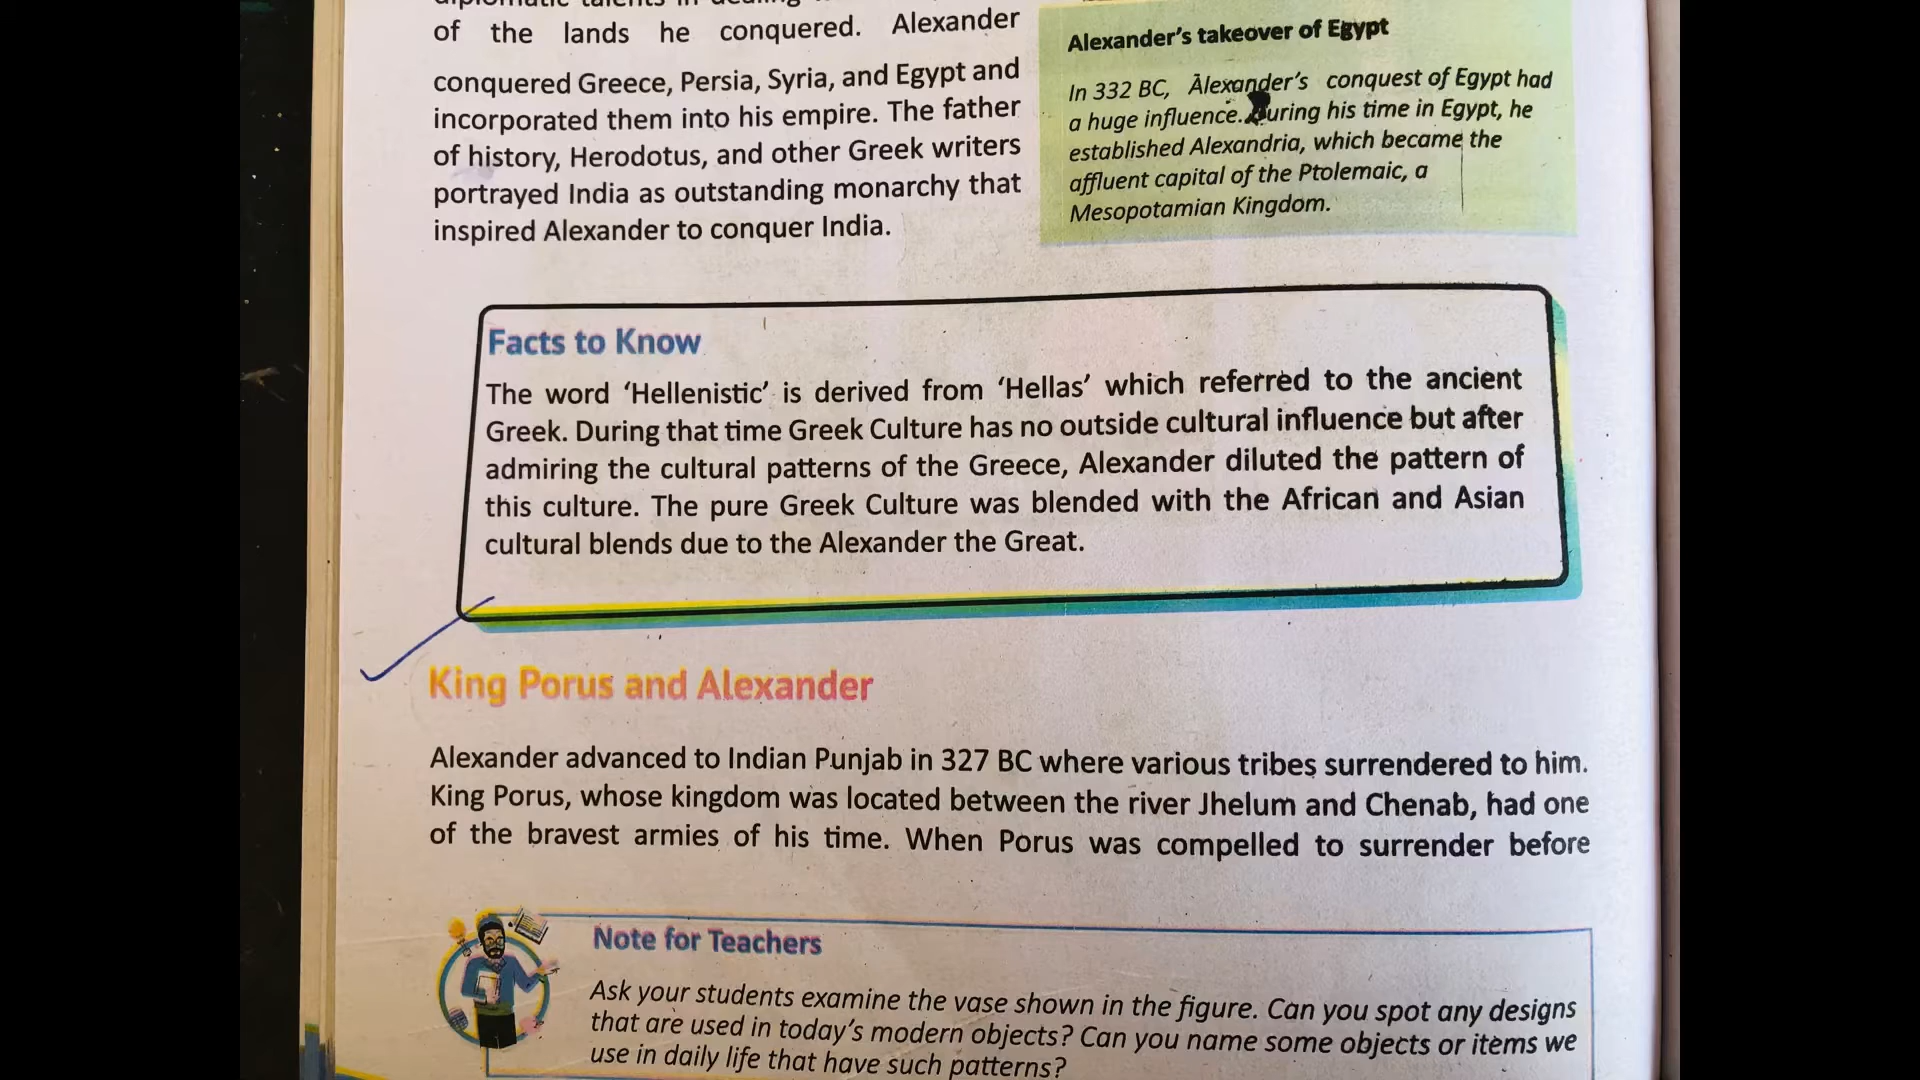 of the lands he conquered. Alexander
conquered Greece, Persia, Syria, and Egypt and
incorporated them into his empire. The father
of history, Herodotus, and other Greek writers
portrayed India as outstanding monarchy that
inspired Alexander to conquer India.
Alexander's takeover of Egypt
In 332 BC, Alexander's conquest of Egypt had
a huge influence. During his time in Egypt, he
established Alexandria, which became the
affluent capital of the Ptolemaic, a
Mesopotamian Kingdom.
Facts to Know
The word ‘Hellenistic’ is derived from ‘Hellas’ which referred to the ancient
Greek. During that time Greek Culture has no outside cultural influence but after
admiring the cultural patterns of the Greece, Alexander diluted the pattern of
this culture. The pure Greek Culture was blended with the African and Asian
cultural blends due to the Alexander the Great.
King Porus and Alexander
Alexander advanced to Indian Punjab in 327 BC where various tribes surrendered to him.
King Porus, whose kingdom was located between the river Jhelum and Chenab, had one
of the bravest armies of his time. When Porus was compelled to surrender before
Note for Teachers
Ask your students examine the vase shown in the figure. Can you spot any designs
that are used in today's modern objects? Can you name some objects or items we
use in daily life that have such patterns?